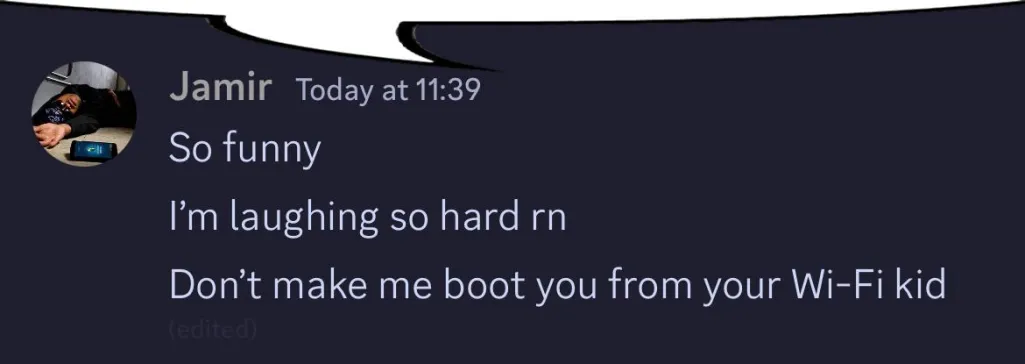 Jamir Today at 11:39
So funny
I'm laughing so hard rn
Don't make me boot you from your Wi-Fi kid
(edited)